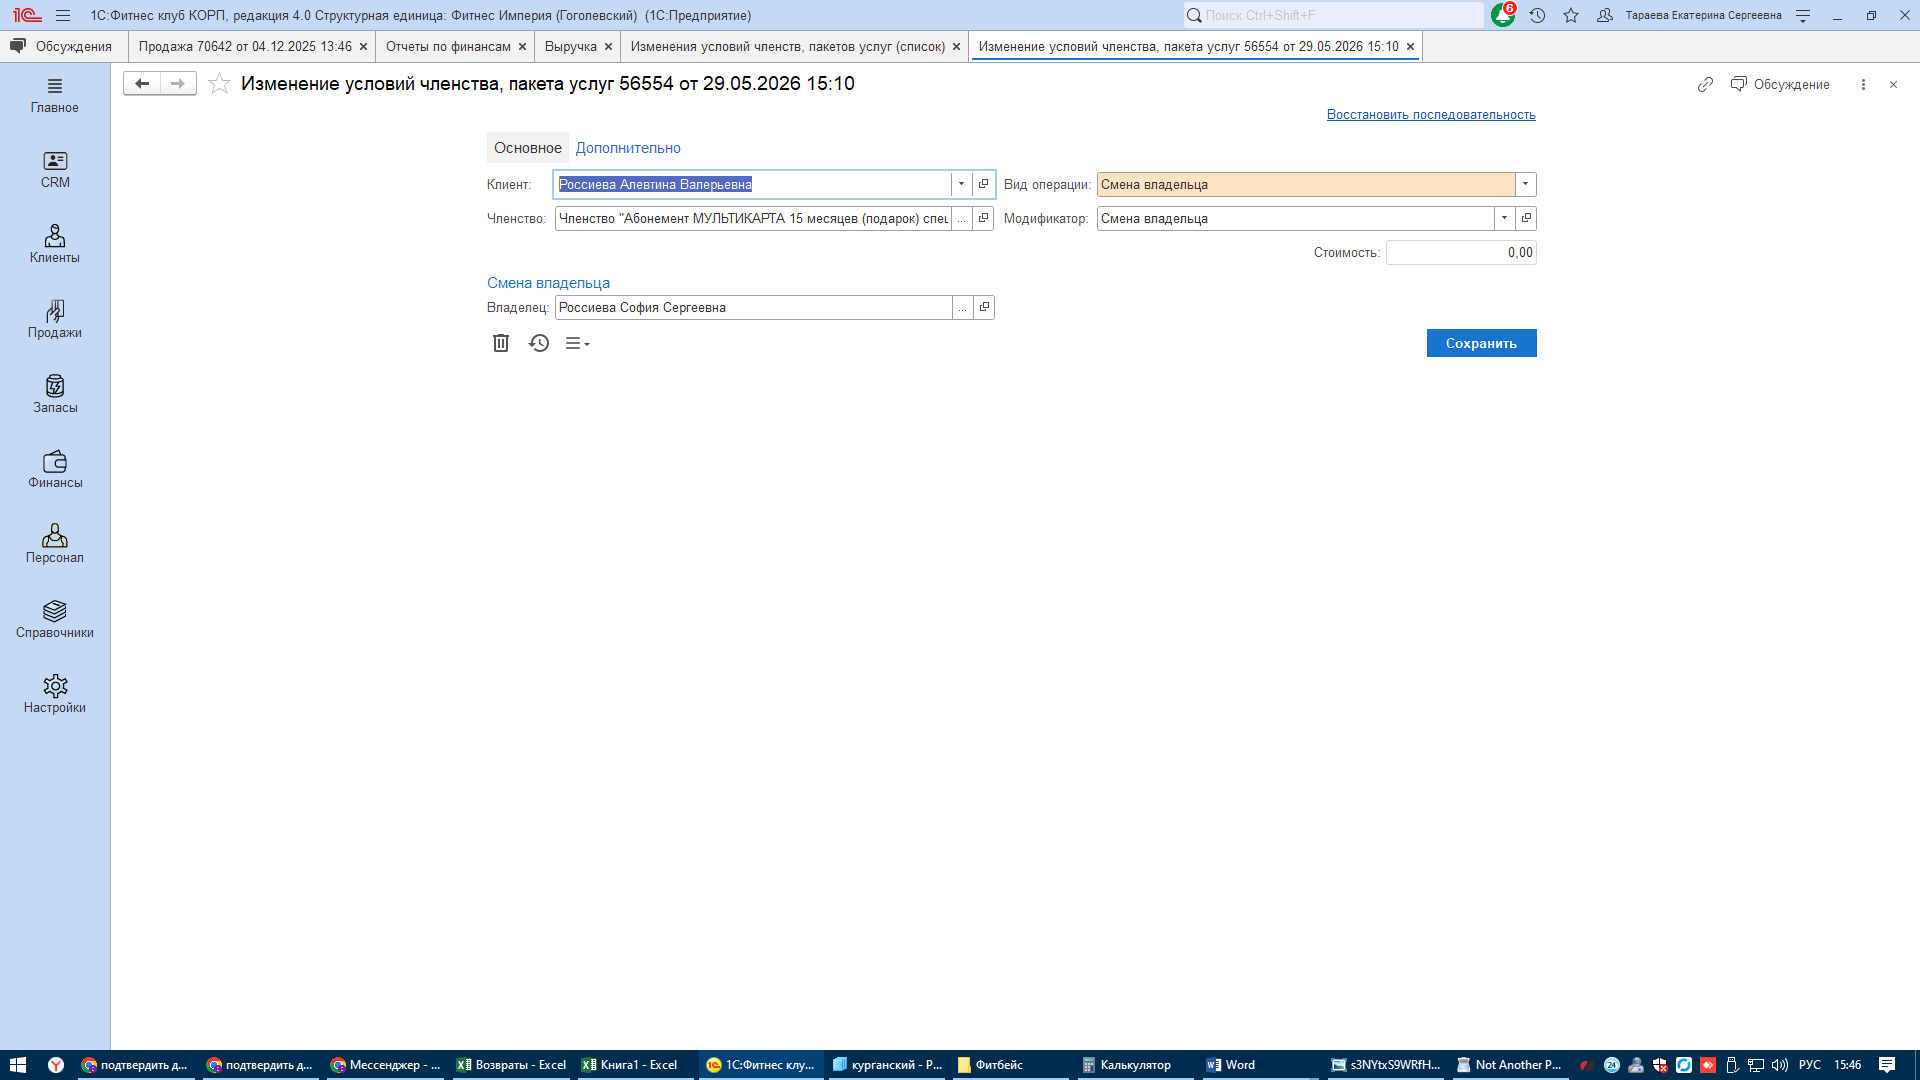 1С:Фитнес клуб КОРП, редакция 4.0 Структурная единица: Фитнес Империя (Гоголевский) (1С:Предприятие)
Поиск Ctrl+Shift+F
6
Тараева Екатерина Сергеевна
Обсуждения
Продажа 70642 от 04.12.2025 13:46
Отчеты по финансам
Выручка
Изменения условий членств, пакетов услуг (список)
Изменение условий членства, пакета услуг 56554 от 29.05.2026 15:10
Изменение условий членства, пакета услуг 56554 от 29.05.2026 15:10
Обсуждение
Восстановить последовательность
Основное
Дополнительно
Клиент: Россиева Алевтина Валерьевна
Вид операции: Смена владельца
Членство: Членство "Абонемент МУЛЬТИКАРТА 15 месяцев (подарок) спец
Модификатор: Смена владельца
Стоимость: 0,00
Смена владельца
Владелец: Россиева София Сергеевна
Сохранить
Главное
CRM
Клиенты
Продажи
Запасы
Финансы
Персонал
Справочники
Настройки
подтвердить д...
подтвердить д...
Мессенджер - ...
Возвраты - Excel
Книга1 - Excel
1С:Фитнес клу...
курганский - P...
Фитбейс
Калькулятор
Word
s3NYtxS9WRfH...
Not Another P...
24
РУС
15:46